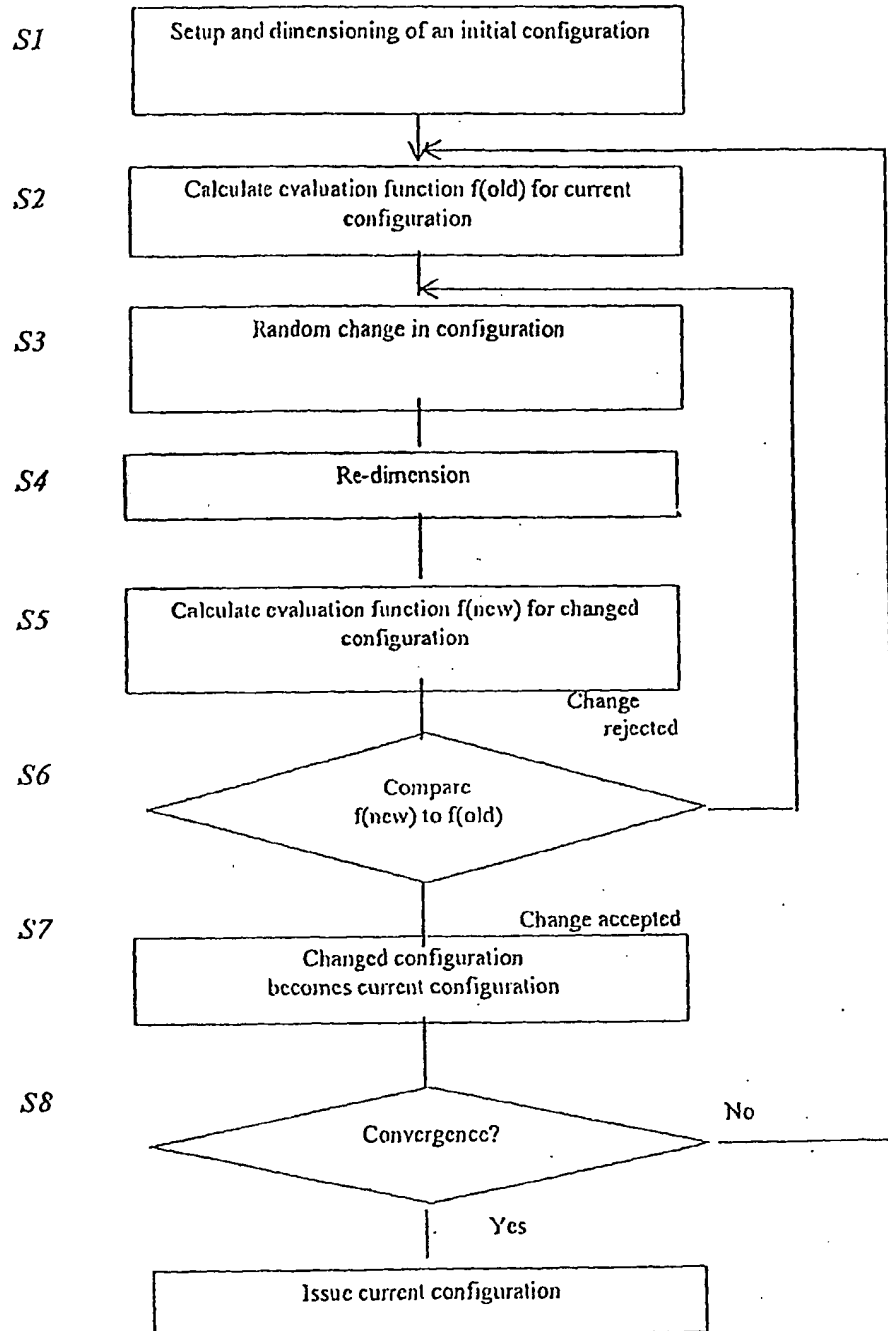 S1
Setup and dimensioning of an initial configuration
S2
Calculate evaluation function f(old) for current
configuration
S3
Random change in configuration
S4
Re-dimension
S5
Calculate evaluation function f(new) for changed
configuration
Change
rejected
S6
Compare
f(new) to f(old)
S7
Change accepted
Changed configuration
becomes current configuration
S8
No
Convergence?
Yes
Issue current configuration